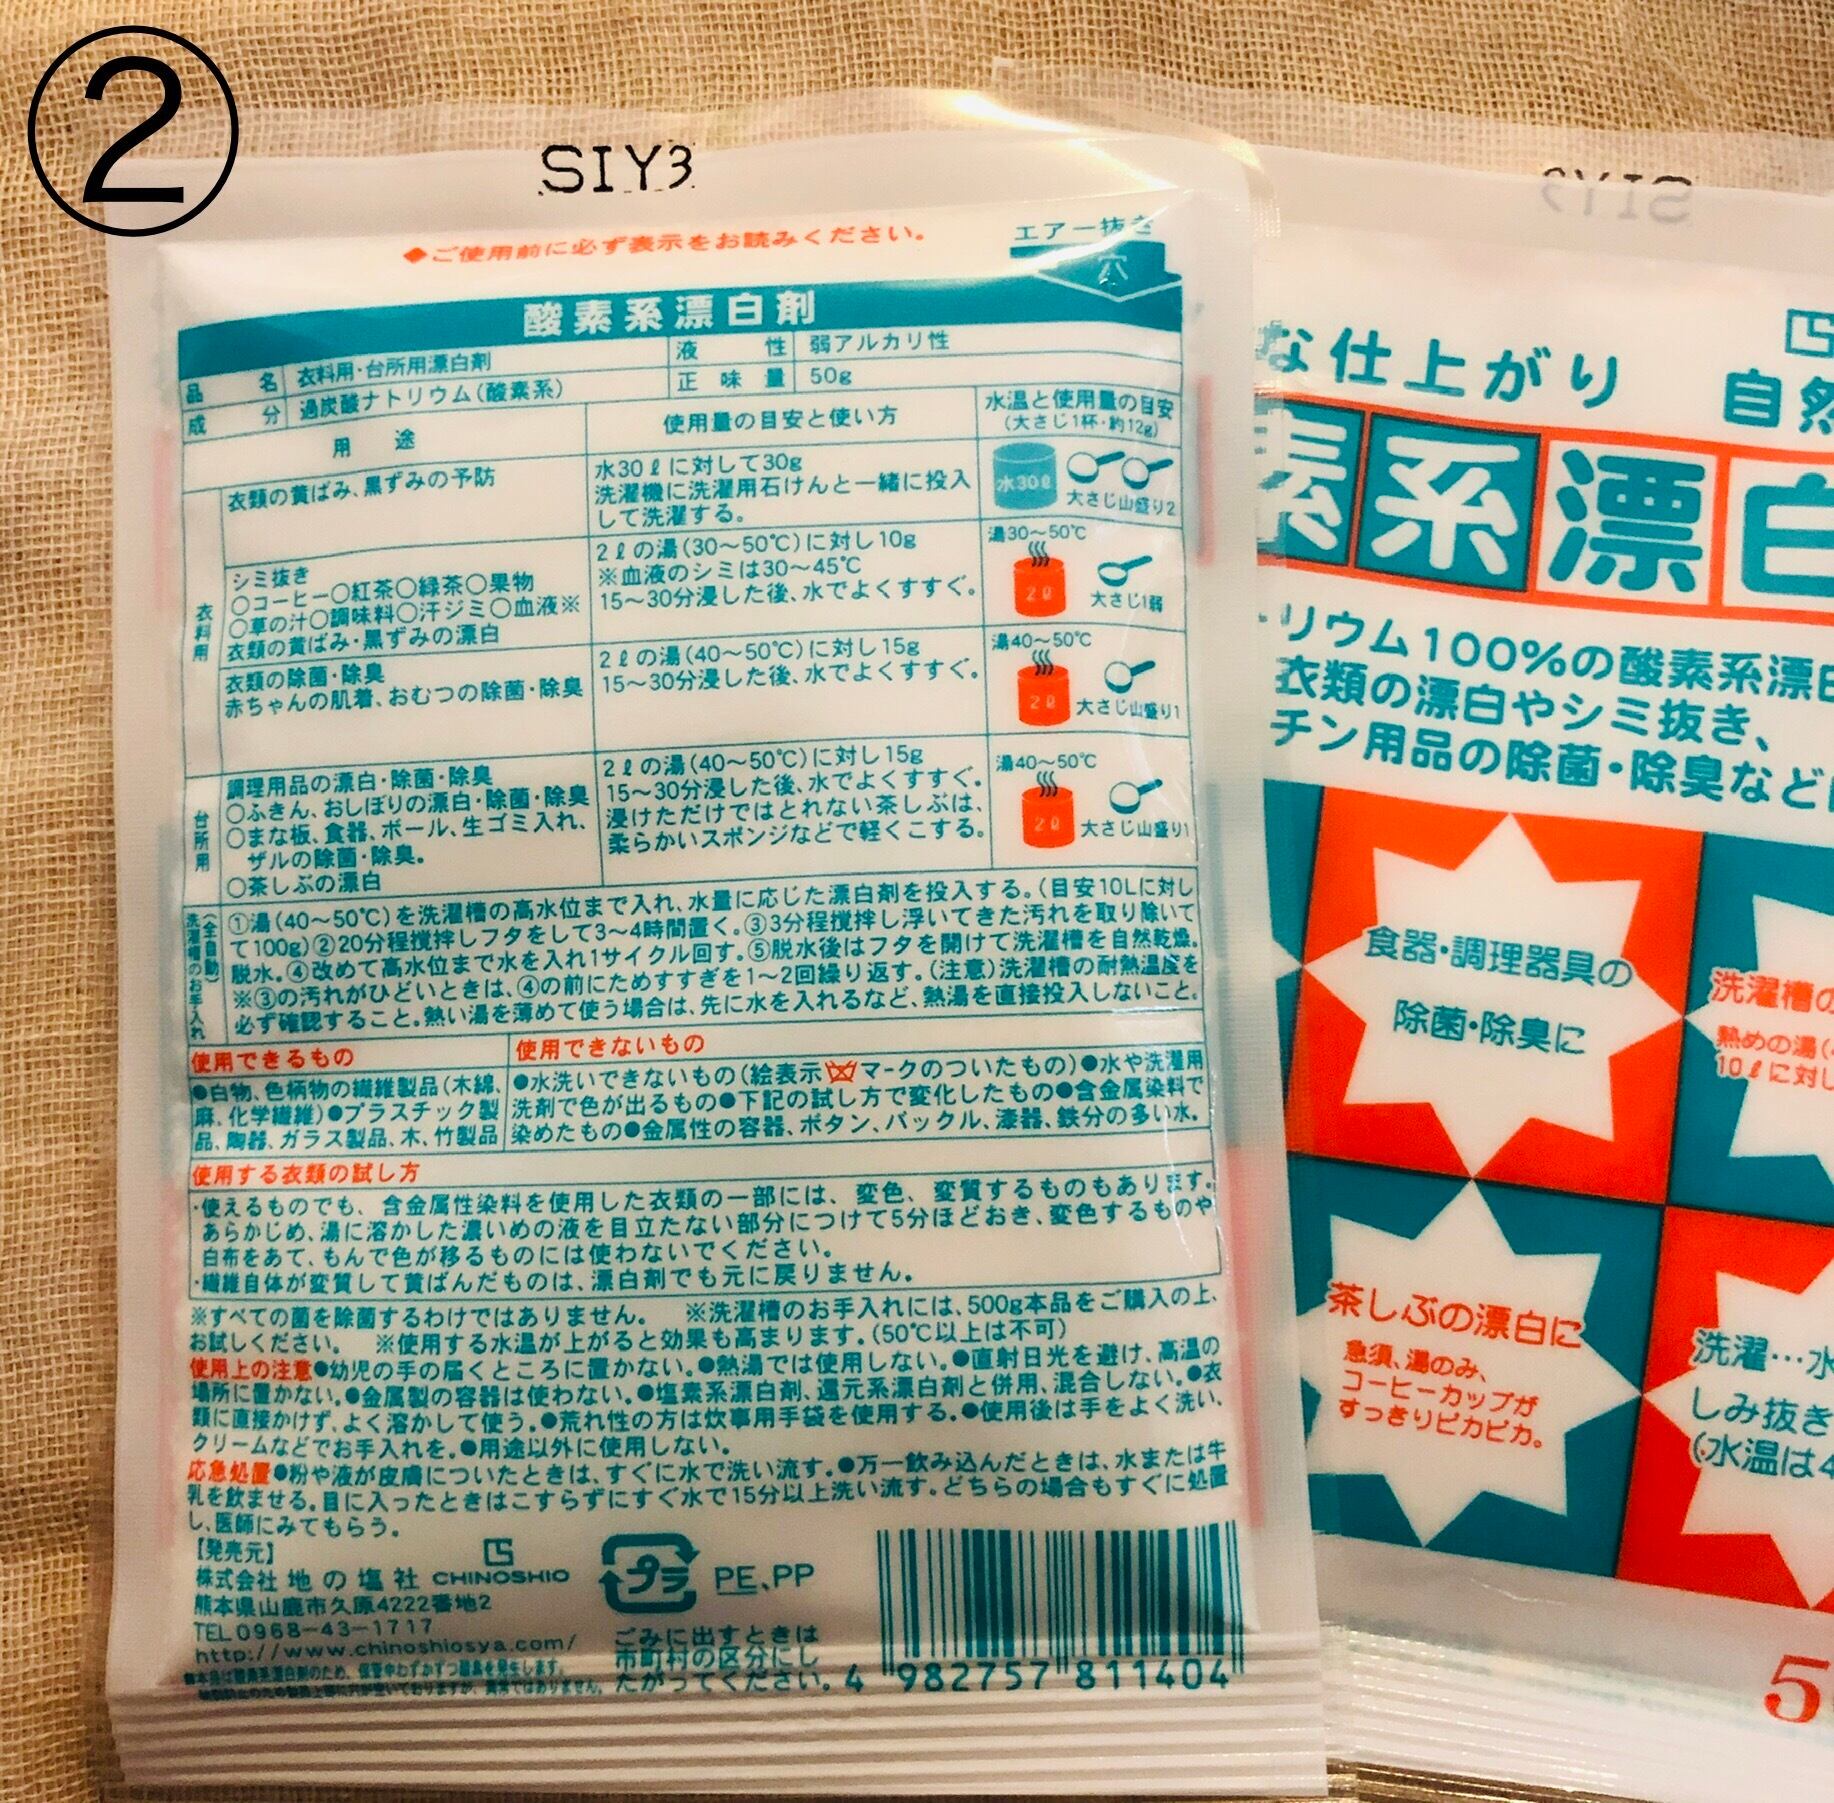 ②
SIY3
◆ご使用前に必ず表示をお読みください。
エアー抜き
穴
酸素系漂白剤
品名 衣料用・台所用漂白剤 液性 弱アルカリ性
成分 過炭酸ナトリウム(酸素系) 正味量 50g
用途 使用量の目安と使い方 水温と使用量の目安
(大さじ1杯・約12g)
衣料用
衣類の黄ばみ、黒ずみの予防
水30ℓに対して30g
洗濯機に洗濯用石けんと一緒に投入
して洗濯する。
水30ℓ
大さじ山盛り2
シミ抜き
○コーヒー○紅茶○緑茶○果物
○草の汁○調味料○汗ジミ○血液※
衣類の黄ばみ・黒ずみの漂白
2ℓの湯(30〜50℃)に対し10g
※血液のシミは30〜45℃
15〜30分浸した後、水でよくすすぐ。
湯30〜50℃
2ℓ
大さじ1弱
衣類の除菌・除臭
赤ちゃんの肌着、おむつの除菌・除臭
2ℓの湯(40〜50℃)に対し15g
15〜30分浸した後、水でよくすすぐ。
湯40〜50℃
2ℓ
大さじ山盛り1
台所用
調理用品の漂白・除菌・除臭
○ふきん、おしぼりの漂白・除菌・除臭
○まな板、食器、ボール、生ゴミ入れ、
ザルの除菌・除臭。
○茶しぶの漂白
2ℓの湯(40〜50℃)に対し15g
15〜30分浸した後、水でよくすすぐ。
浸けただけではとれない茶しぶは、
柔らかいスポンジなどで軽くこする。
湯40〜50℃
2ℓ
大さじ山盛り1
(全自動)
洗濯槽のお手入れ
①湯(40〜50℃)を洗濯槽の高水位まで入れ、水量に応じた漂白剤を投入する。(目安10Lに対し
て100g)②20分程撹拌しフタをして3〜4時間置く。③3分程撹拌し浮いてきた汚れを取り除いて
脱水。④改めて高水位まで水を入れ1サイクル回す。⑤脱水後はフタを開けて洗濯槽を自然乾燥。
※③の汚れがひどいときは、④の前にためすすぎを1〜2回繰り返す。(注意)洗濯槽の耐熱温度を
必ず確認すること。熱い湯を薄めて使う場合は、先に水を入れるなど、熱湯を直接投入しないこと。
使用できるもの
●白物、色柄物の繊維製品(木綿、
麻、化学繊維)●プラスチック製
品、陶器、ガラス製品、木、竹製品
使用できないもの
●水洗いできないもの(絵表示マークのついたもの)●水や洗濯用
洗剤で色が出るもの●下記の試し方で変化したもの●含金属染料で
染めたもの●金属性の容器、ボタン、バックル、漆器、鉄分の多い水。
使用する衣類の試し方
・使えるものでも、含金属性染料を使用した衣類の一部には、変色、変質するものもあります。
あらかじめ、湯に溶かした濃いめの液を目立たない部分につけて5分ほどおき、変色するものや
白布をあて、もんで色が移るものには使わないでください。
・繊維自体が変質して黄ばんだものは、漂白剤でも元に戻りません。
※すべての菌を除菌するわけではありません。 ※洗濯槽のお手入れには、500g本品をご購入の上、
お試しください。 ※使用する水温が上がると効果も高まります。(50℃以上は不可)
使用上の注意●幼児の手の届くところに置かない。●熱湯では使用しない。●直射日光を避け、高温の
場所に置かない。●金属製の容器は使わない。●塩素系漂白剤、還元系漂白剤と併用、混合しない。●衣
類に直接かけず、よく溶かして使う。●荒れ性の方は炊事用手袋を使用する。●使用後は手をよく洗い、
クリームなどでお手入れを。●用途以外に使用しない。
応急処置●粉や液が皮膚についたときは、すぐに水で洗い流す。●万一飲み込んだときは、水または牛
乳を飲ませる。目に入ったときはこすらずにすぐ水で15分以上洗い流す。どちらの場合もすぐに処置
し、医師にみてもらう。
【発売元】
株式会社 地の塩社 CHINOSHIO
熊本県山鹿市久原4222番地2
TEL0968-43-1717
http://www.chinoshiosya.com/
■本品は酸素系漂白剤のため、保管中わずかずつ酸素を発生します。
プラ PE、PP
ごみに出すときは
市町村の区分にし
たがってください。
4 982757 811404
SIY3
な仕上がり
自然
素系漂白
リウム100%の酸素系漂白
衣類の漂白やシミ抜き、
チン用品の除菌・除臭など
食器・調理器具の
除菌・除臭に
洗濯槽の
熱めの湯(
10ℓに対し
茶しぶの漂白に
急須、湯のみ、
コーヒーカップが
すっきりピカピカ。
洗濯…水
しみ抜き
(水温は4
5